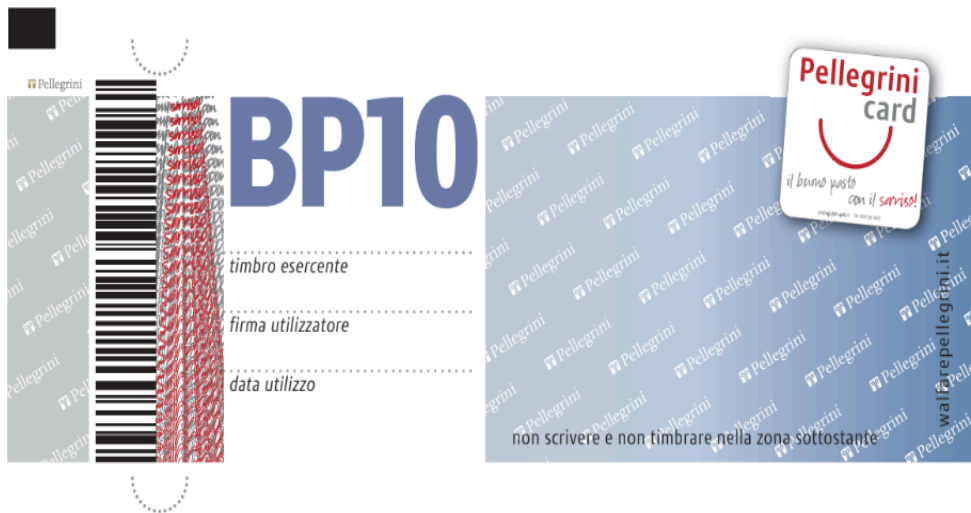 Pellegrini
BP10
timbro esercente
firma utilizzatore
data utilizzo
Pellegrini
card
il buono pasto
con il sorriso!
walfarepellegrini.it
non scrivere e non timbrare nella zona sottostante